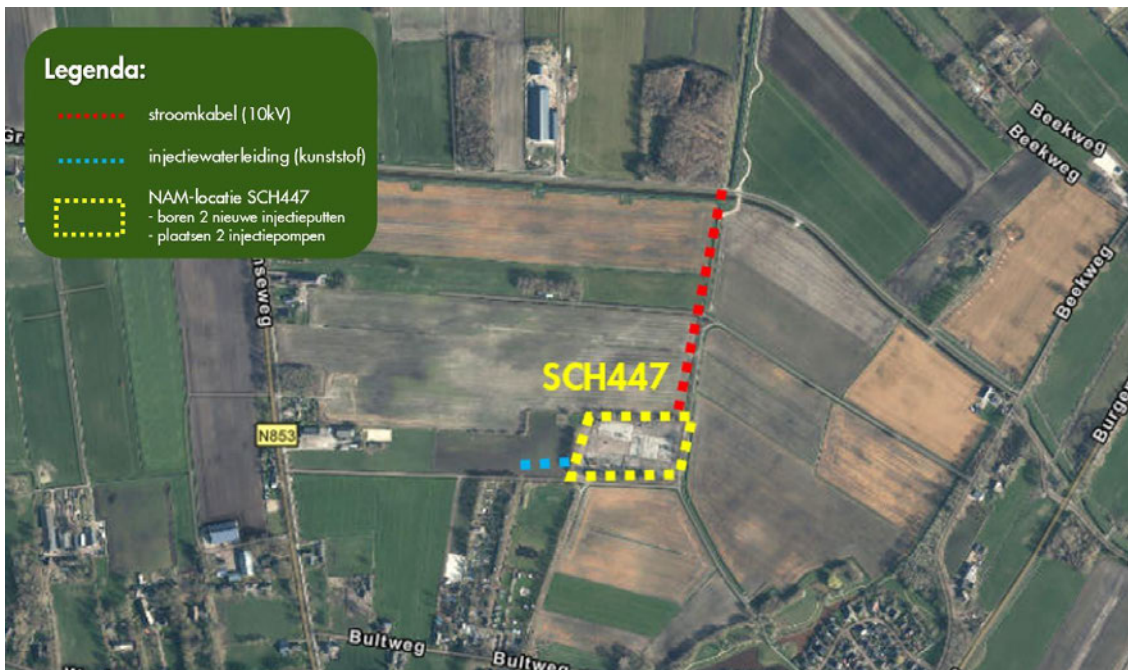 Legenda:
stroomkabel (10kV)
injectiewaterleiding (kunststof)
NAM-locatie SCH447
- boren 2 nieuwe injectieputten
- plaatsen 2 injectiepompen
Beekweg
Beekweg
Beekweg
SCH447
N853
Bultweg
Bultweg